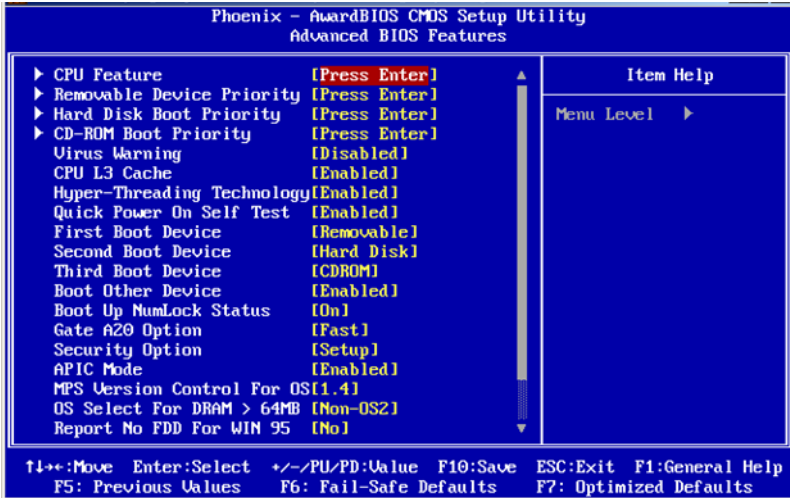 Phoenix - AwardBIOS CMOS Setup Utility
Advanced BIOS Features
CPU Feature [Press Enter]
Removable Device Priority [Press Enter]
Hard Disk Boot Priority [Press Enter]
CD-ROM Boot Priority [Press Enter]
Virus Warning [Disabled]
CPU L3 Cache [Enabled]
Hyper-Threading Technology[Enabled]
Quick Power On Self Test [Enabled]
First Boot Device [Removable]
Second Boot Device [Hard Disk]
Third Boot Device [CDROM]
Boot Other Device [Enabled]
Boot Up NumLock Status [On]
Gate A20 Option [Fast]
Security Option [Setup]
APIC Mode [Enabled]
MPS Version Control For OS[1.4]
OS Select For DRAM > 64MB [Non-OS2]
Report No FDD For WIN 95 [No]
Item Help
Menu Level
↑↓→←:Move Enter:Select +/-/PU/PD:Value F10:Save ESC:Exit F1:General Help
F5: Previous Values F6: Fail-Safe Defaults F7: Optimized Defaults